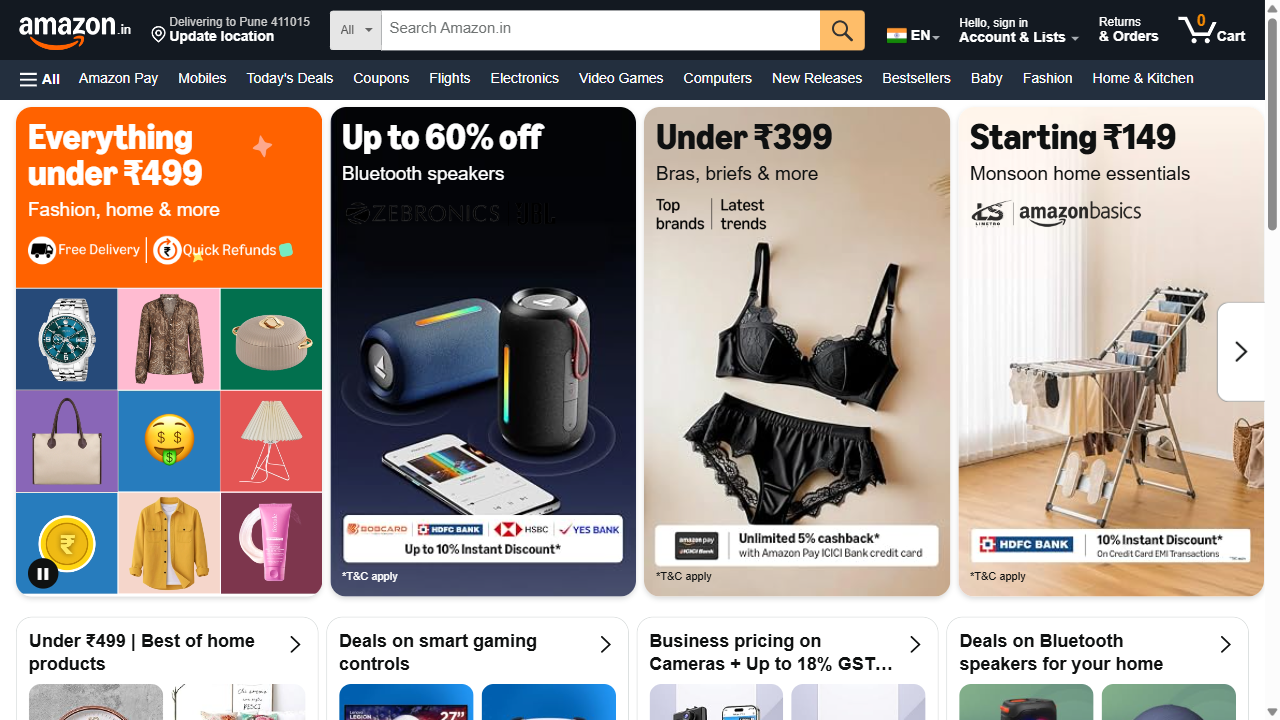 amazon.in
Delivering to Pune 411015
Update location
All
Search Amazon.in
EN
Hello, sign in
Account & Lists
Returns
& Orders
0
Cart
All
Amazon Pay
Mobiles
Today's Deals
Coupons
Flights
Electronics
Video Games
Computers
New Releases
Bestsellers
Baby
Fashion
Home & Kitchen
Everything
under ₹499
Fashion, home & more
Free Delivery
Quick Refunds
Up to 60% off
Bluetooth speakers
ZEBRONICS
BOBCARD
HDFC BANK
HSBC
YES BANK
Up to 10% Instant Discount*
*T&C apply
Under ₹399
Bras, briefs & more
Top
brands
Latest
trends
amazon pay
ICICI Bank
Unlimited 5% cashback*
with Amazon Pay ICICI Bank credit card
*T&C apply
Starting ₹149
Monsoon home essentials
LS
LIMETRO
amazonbasics
HDFC BANK
10% Instant Discount*
On Credit Card EMI Transactions
*T&C apply
Under ₹499 | Best of home
products
Deals on smart gaming
controls
Lenovo
LEGION
27”
Business pricing on
Cameras + Up to 18% GST…
Deals on Bluetooth
speakers for your home